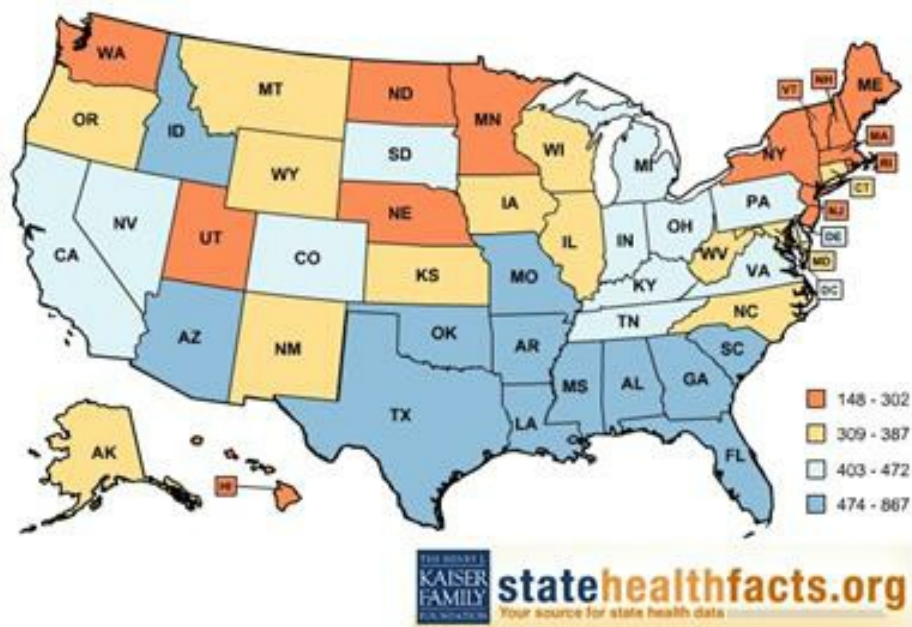 WA
MT
ND
MN
VT
NH
ME
OR
ID
SD
WI
MI
NY
MA
RI
CT
WY
IA
PA
NJ
NE
NV
UT
CO
IL
IN
OH
DE
MD
DC
CA
KS
MO
WV
VA
KY
AZ
NM
OK
AR
TN
NC
SC
TX
LA
MS
AL
GA
FL
AK
HI
148 - 302
309 - 387
403 - 472
474 - 867
THE HENRY J.
KAISER
FAMILY
FOUNDATION
statehealthfacts.org
Your source for state health data